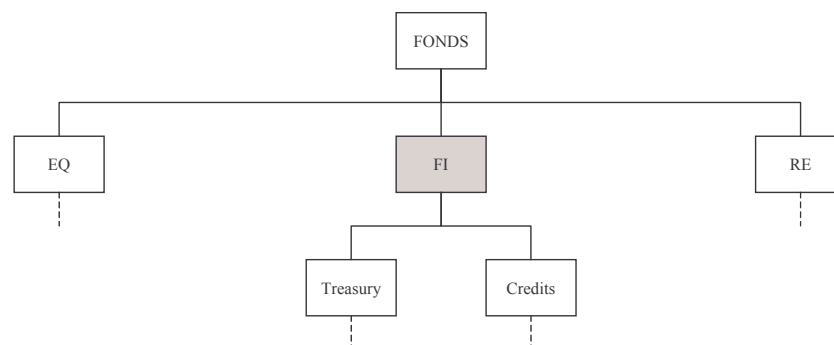 FONDS
EQ
FI
RE
Treasury
Credits